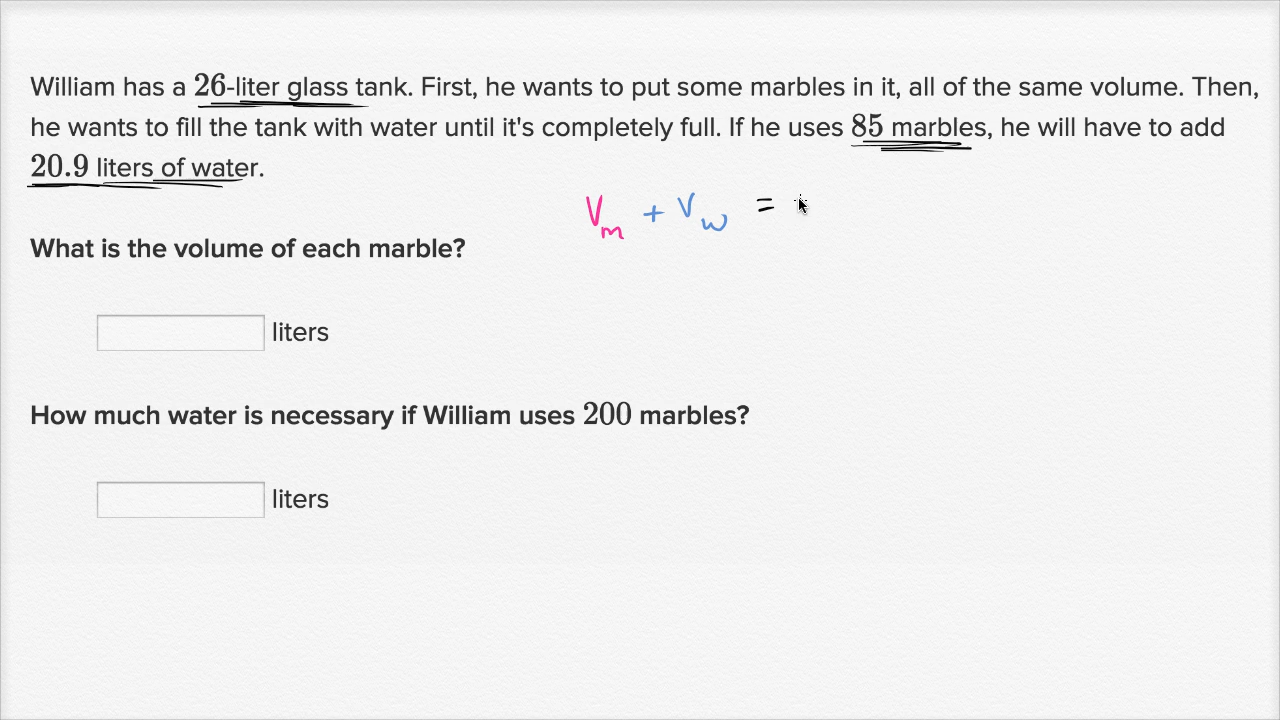 William has a 26-liter glass tank. First, he wants to put some marbles in it, all of the same volume. Then,
he wants to fill the tank with water until it's completely full. If he uses 85 marbles, he will have to add
20.9 liters of water.
Vm + Vw =
What is the volume of each marble?
liters
How much water is necessary if William uses 200 marbles?
liters